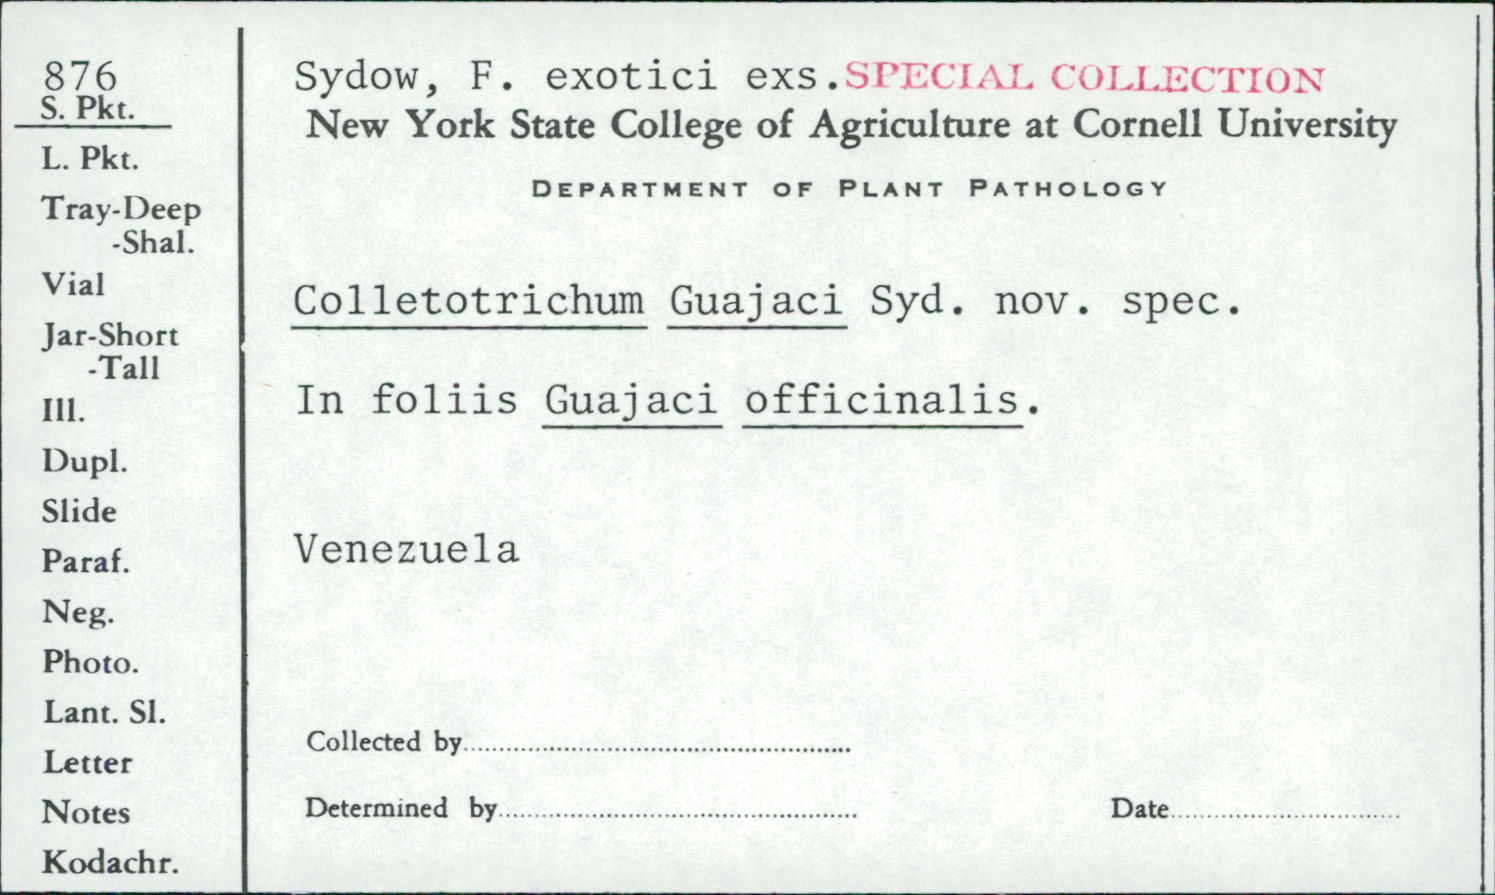 876
S. Pkt.
L. Pkt.
Tray-Deep
-Shal.
Vial
Jar-Short
-Tall
Ill.
Dupl.
Slide
Paraf.
Neg.
Photo.
Lant. Sl.
Letter
Notes
Kodachr.
Sydow, F. exotici exs. SPECIAL COLLECTION
New York State College of Agriculture at Cornell University
DEPARTMENT OF PLANT PATHOLOGY
Colletotrichum Guajaci Syd. nov. spec.
In foliis Guajaci officinalis.
Venezuela
Collected by
Determined by
Date